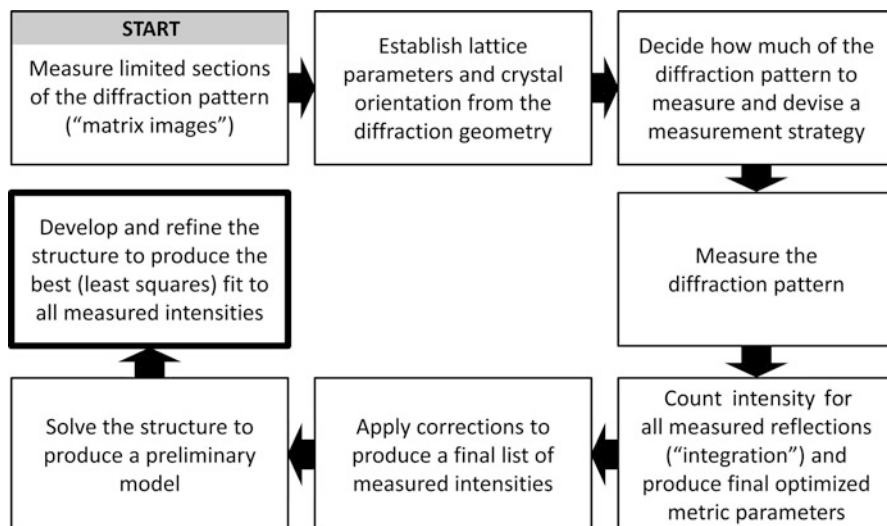 START
Measure limited sections
of the diffraction pattern
(“matrix images”)
Establish lattice
parameters and crystal
orientation from the
diffraction geometry
Decide how much of the
diffraction pattern to
measure and devise a
measurement strategy
Measure the
diffraction pattern
Count intensity for
all measured reflections
(“integration”) and
produce final optimized
metric parameters
Apply corrections to
produce a final list of
measured intensities
Solve the structure to
produce a preliminary
model
Develop and refine the
structure to produce the
best (least squares) fit to
all measured intensities